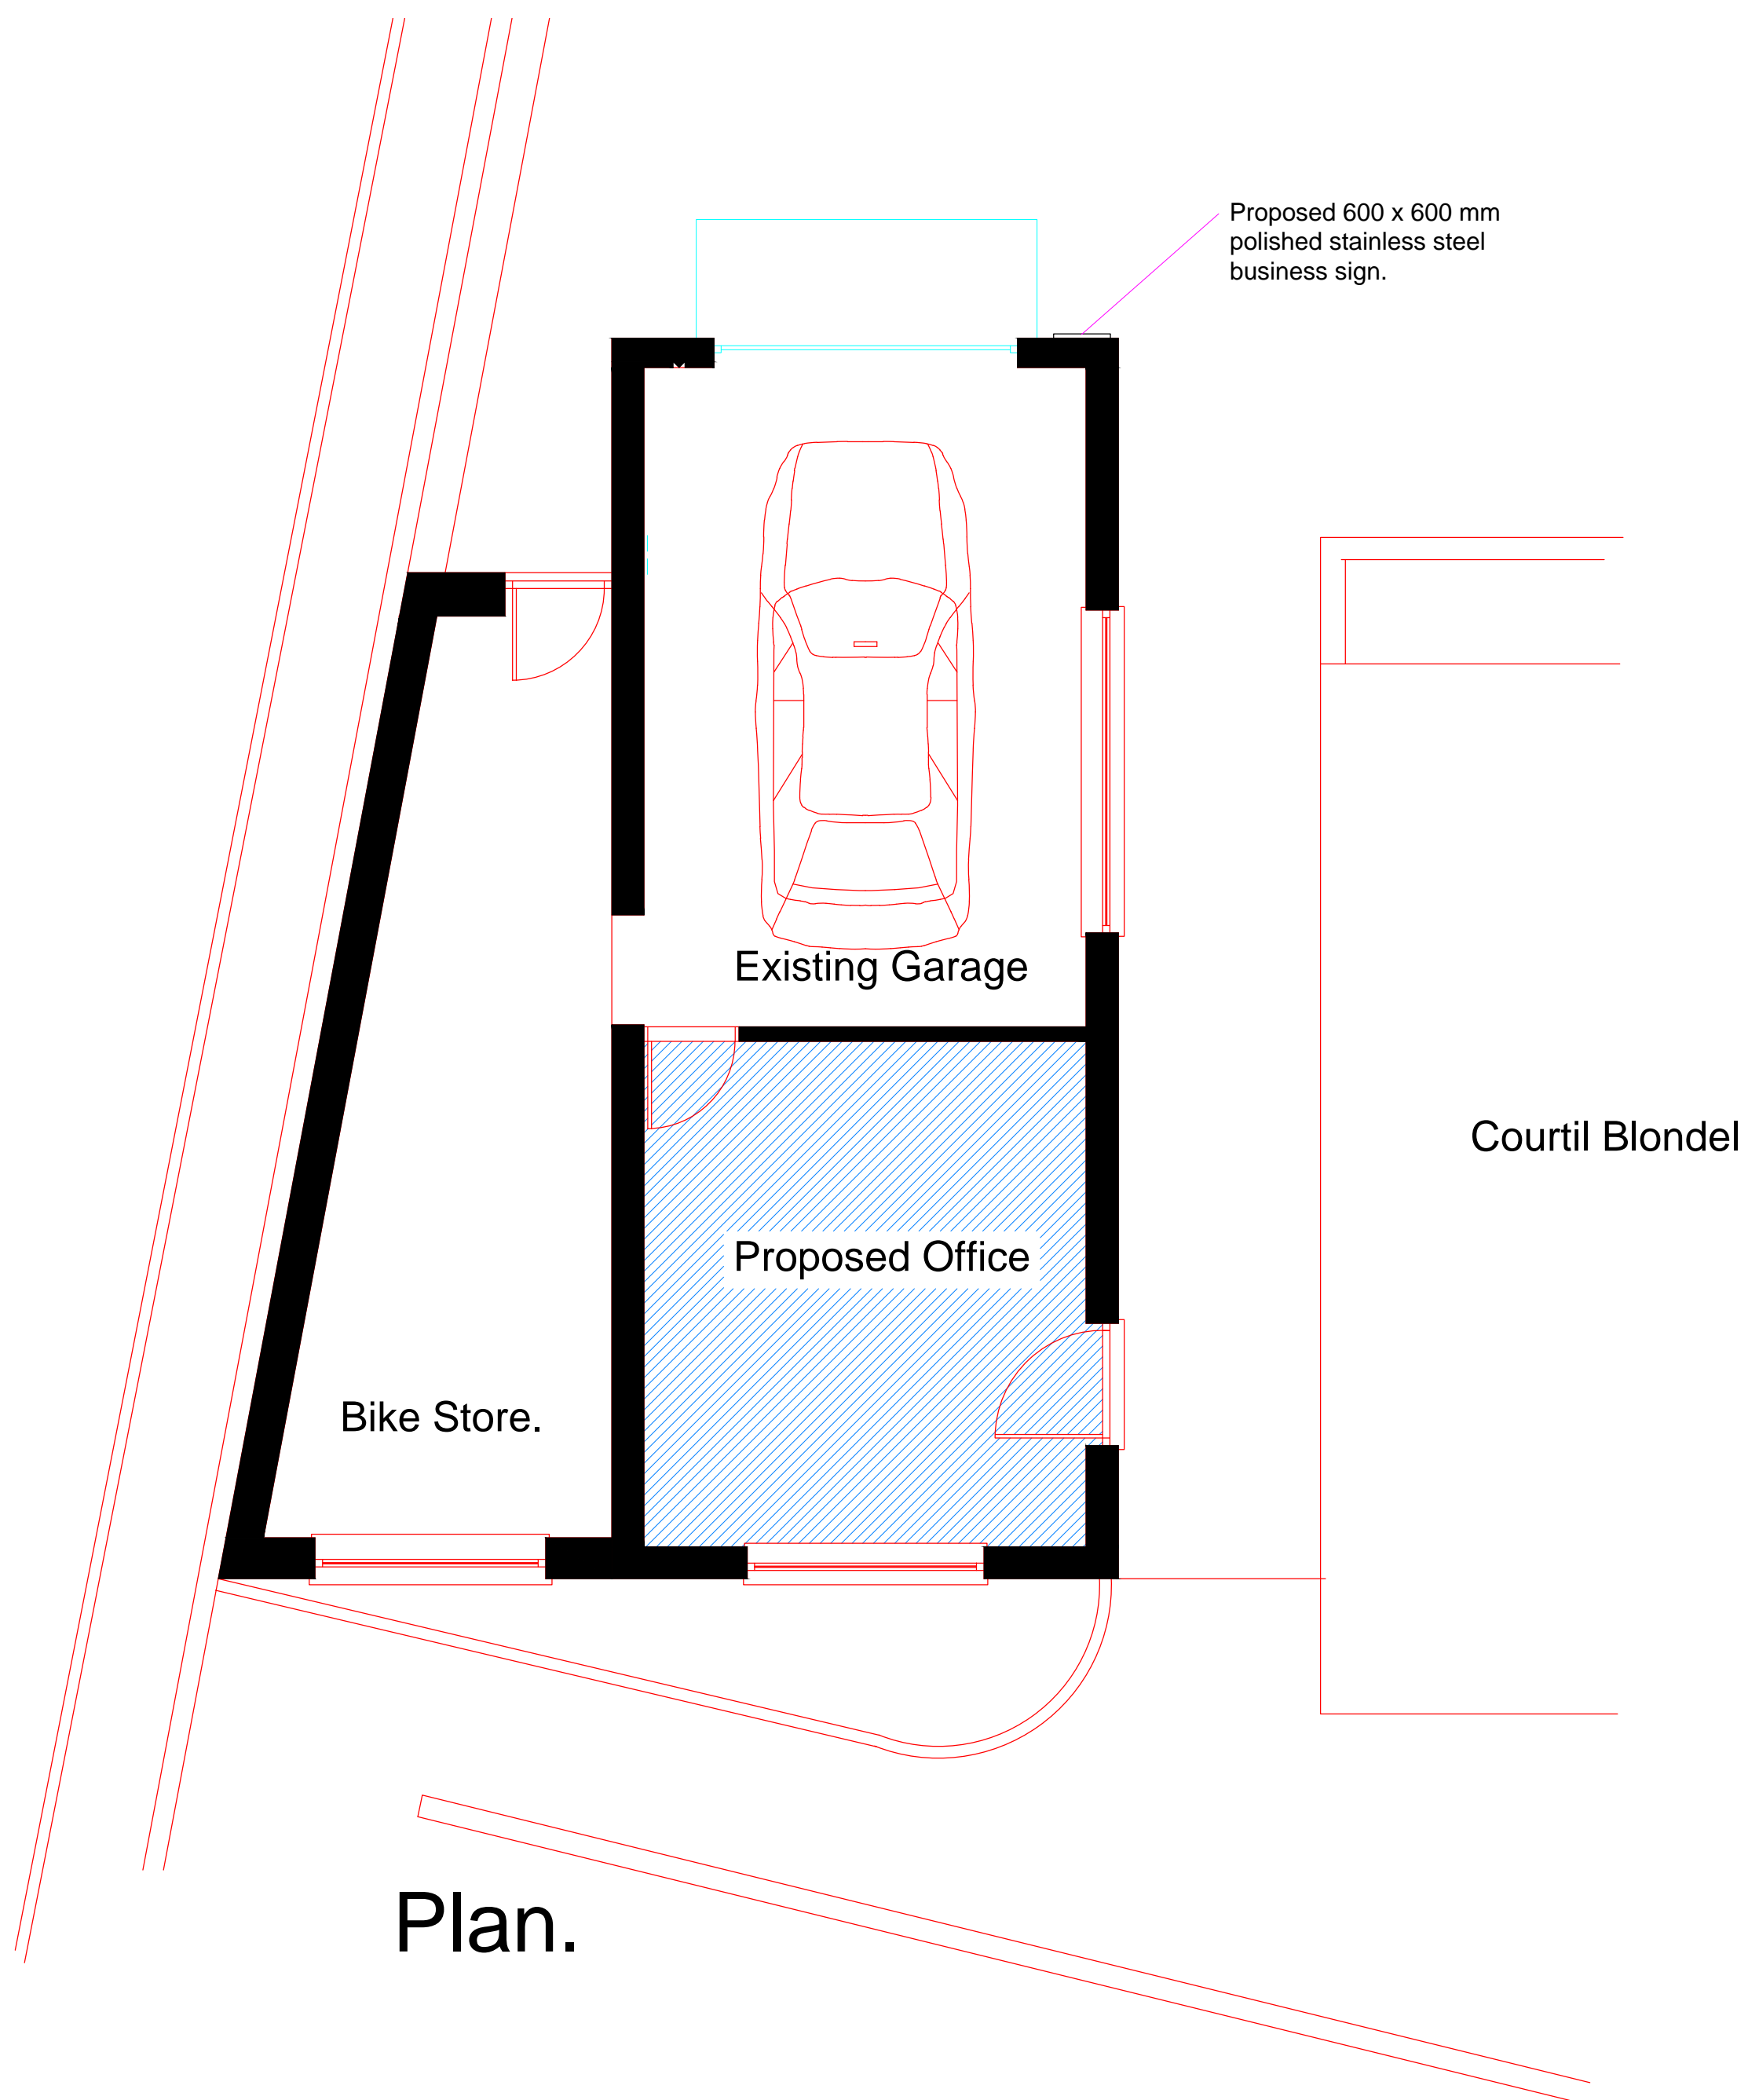 Proposed 600 x 600 mm
polished stainless steel
business sign.
Existing Garage
Courtil Blondel
Proposed Office
Bike Store.
Plan.